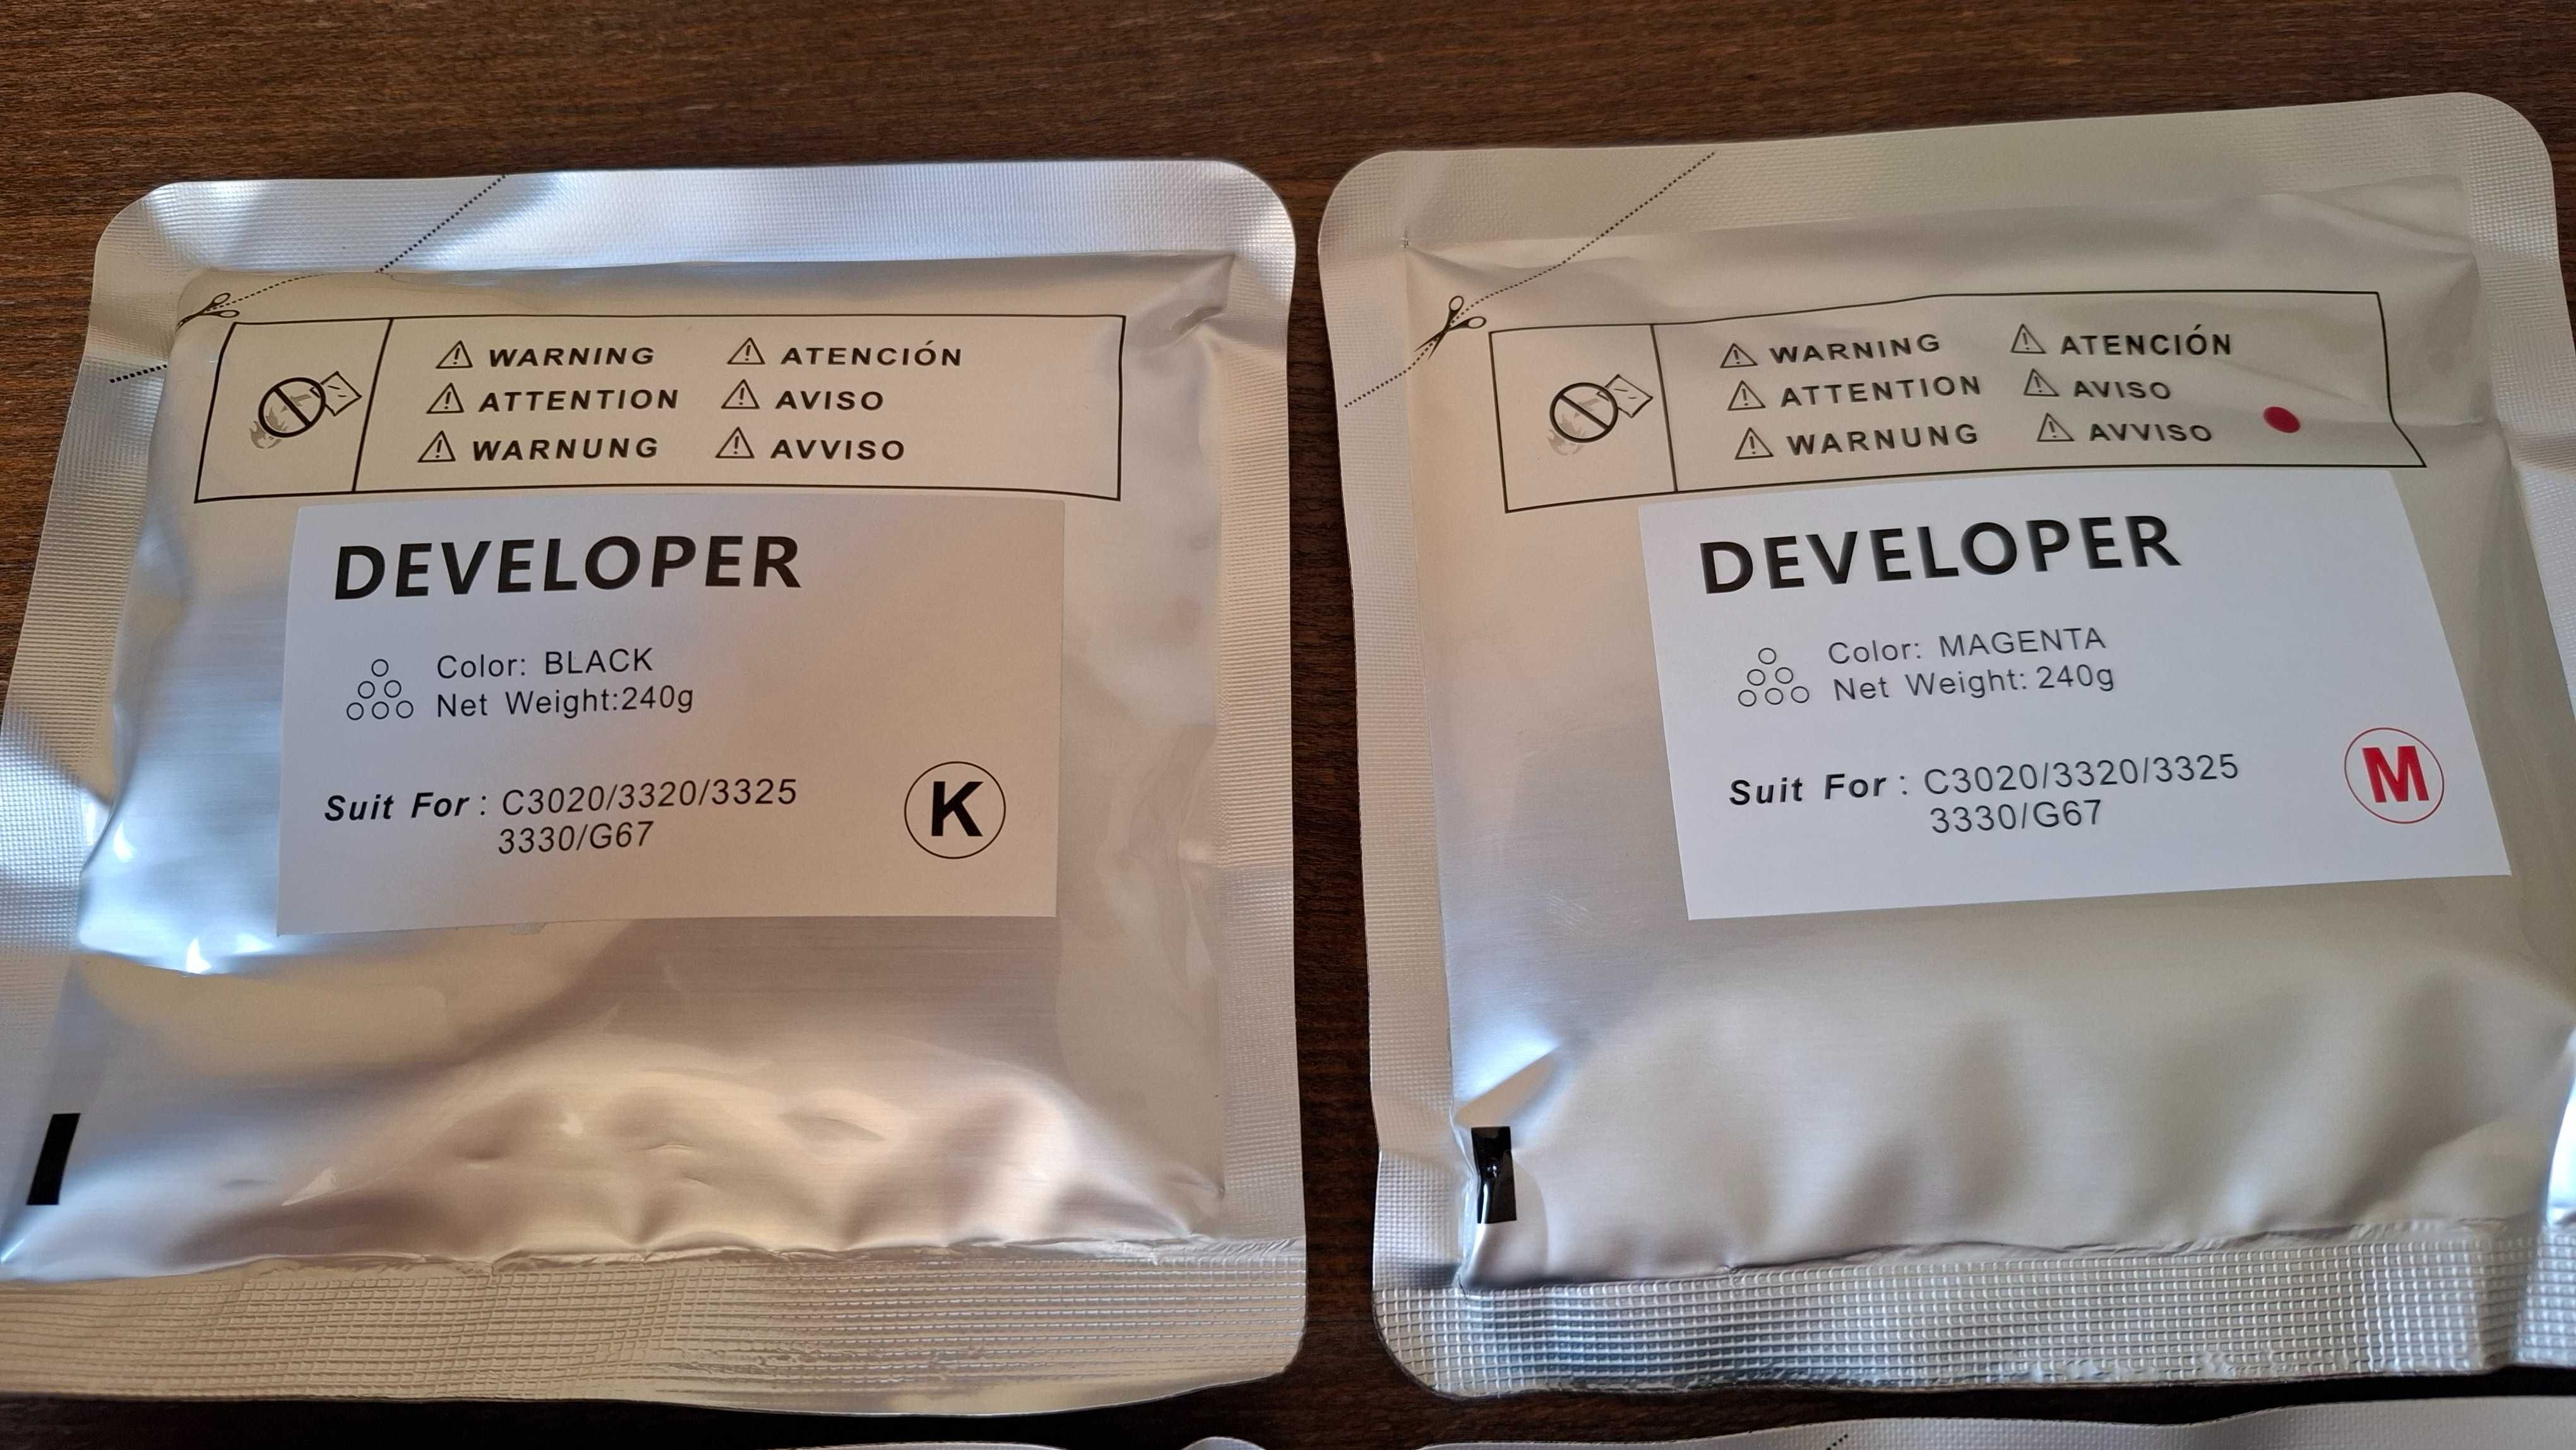 WARNING
ATTENTION
WARNUNG
ATENCIÓN
AVISO
AVVISO
DEVELOPER
Color: BLACK
Net Weight:240g
Suit For: C3020/3320/3325
3330/G67
K
WARNING
ATTENTION
WARNUNG
ATENCIÓN
AVISO
AVVISO
DEVELOPER
Color: MAGENTA
Net Weight: 240g
Suit For: C3020/3320/3325
3330/G67
M